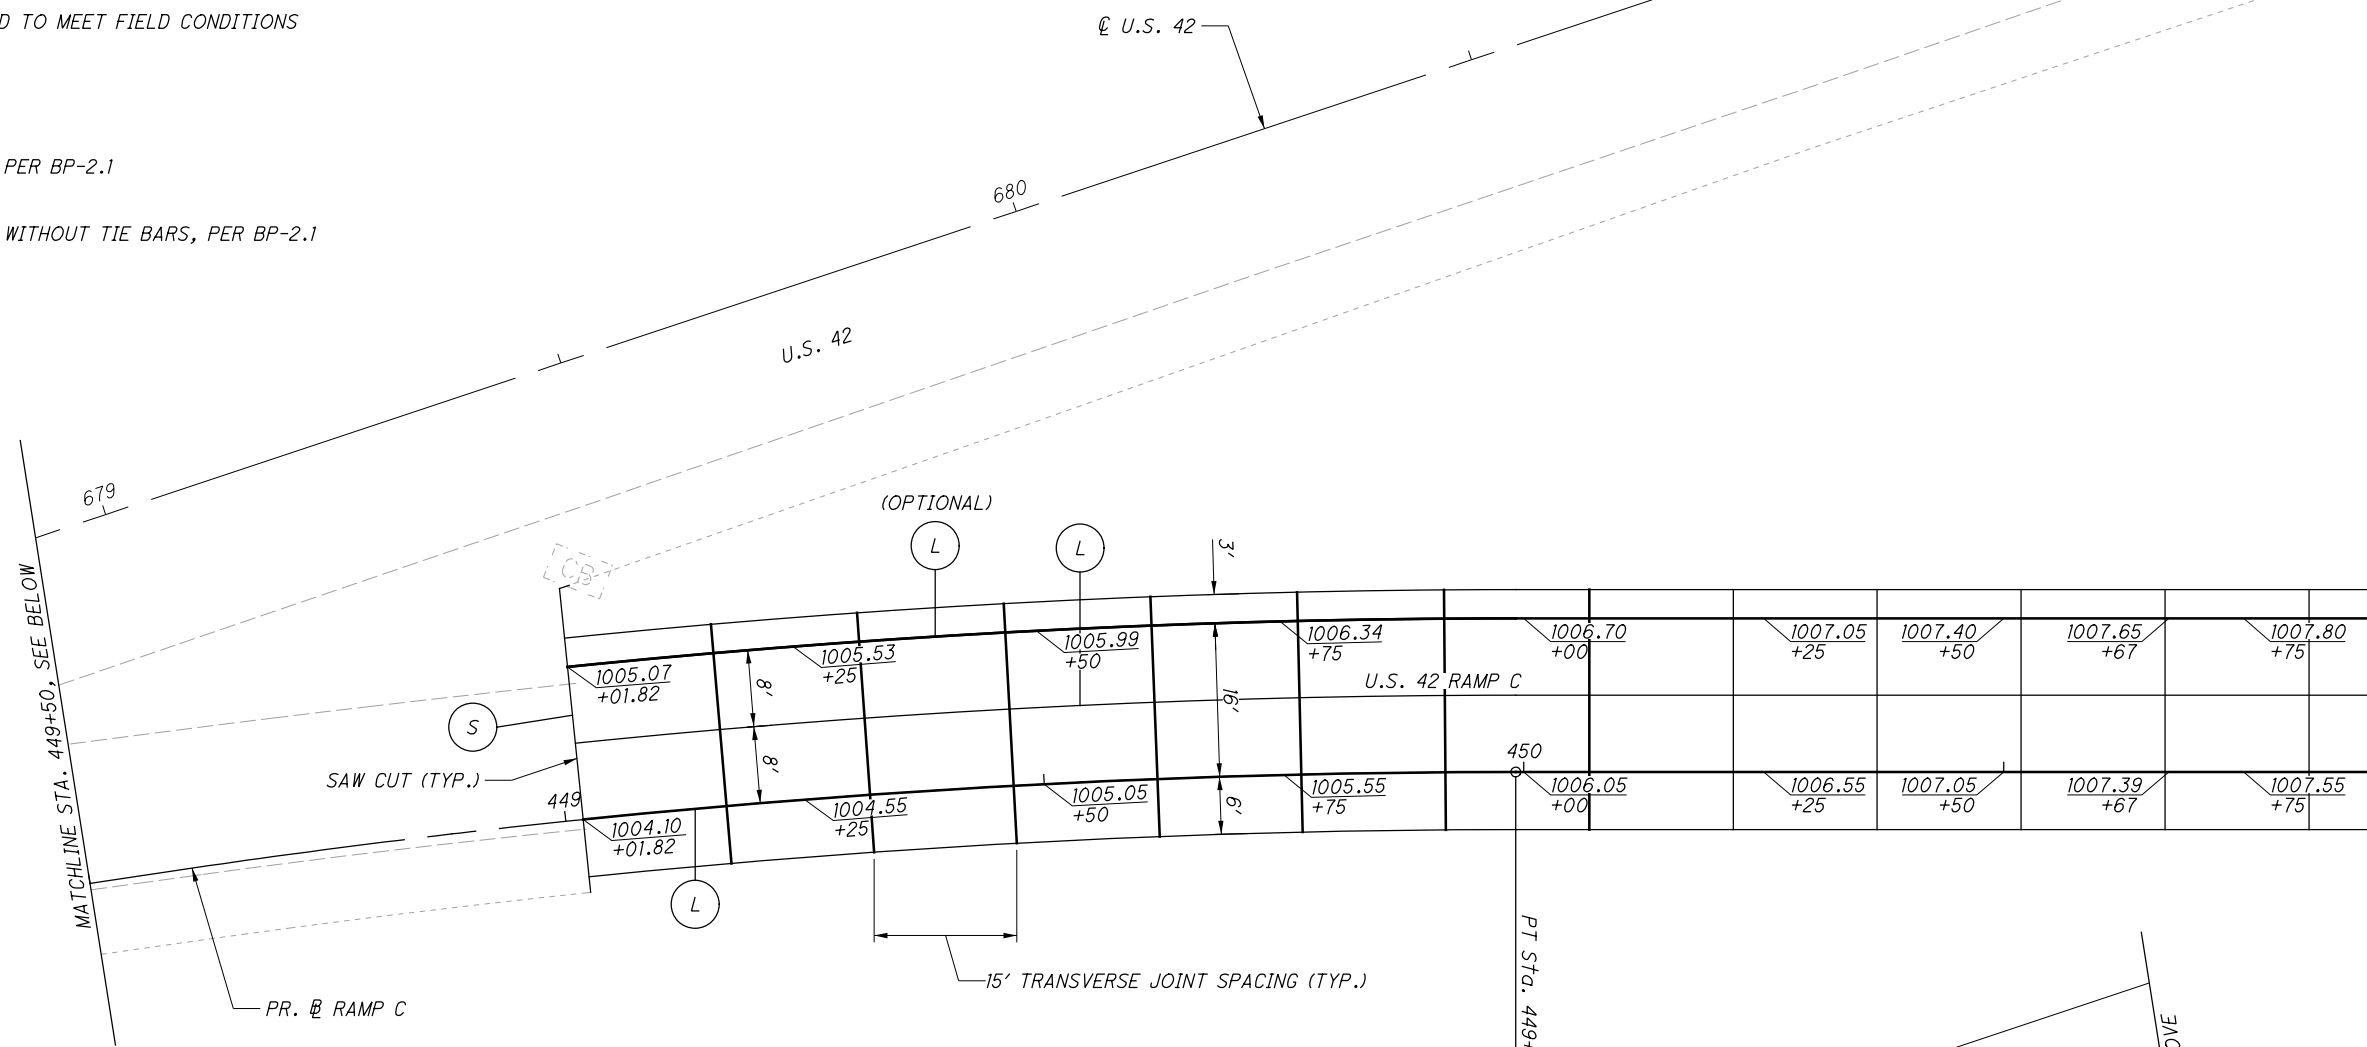 D TO MEET FIELD CONDITIONS
PER BP-2.1
WITHOUT TIE BARS, PER BP-2.1
℄ U.S. 42
680
U.S. 42
679
MATCHLINE STA. 449+50, SEE BELOW
CB
(OPTIONAL)
L
L
3'
1005.07
+01.82
1005.53
+25
1005.99
+50
1006.34
+75
1006.70
+00
1007.05
+25
1007.40
+50
1007.65
+67
1007.80
+75
8'
16'
U.S. 42 RAMP C
S
8'
SAW CUT (TYP.)
449
450
1004.10
+01.82
1004.55
+25
1005.05
+50
1005.55
+75
1006.05
+00
1006.55
+25
1007.05
+50
1007.39
+67
1007.55
+75
6'
L
15' TRANSVERSE JOINT SPACING (TYP.)
PR. ⅊ RAMP C
PT Sta. 449+
OVE